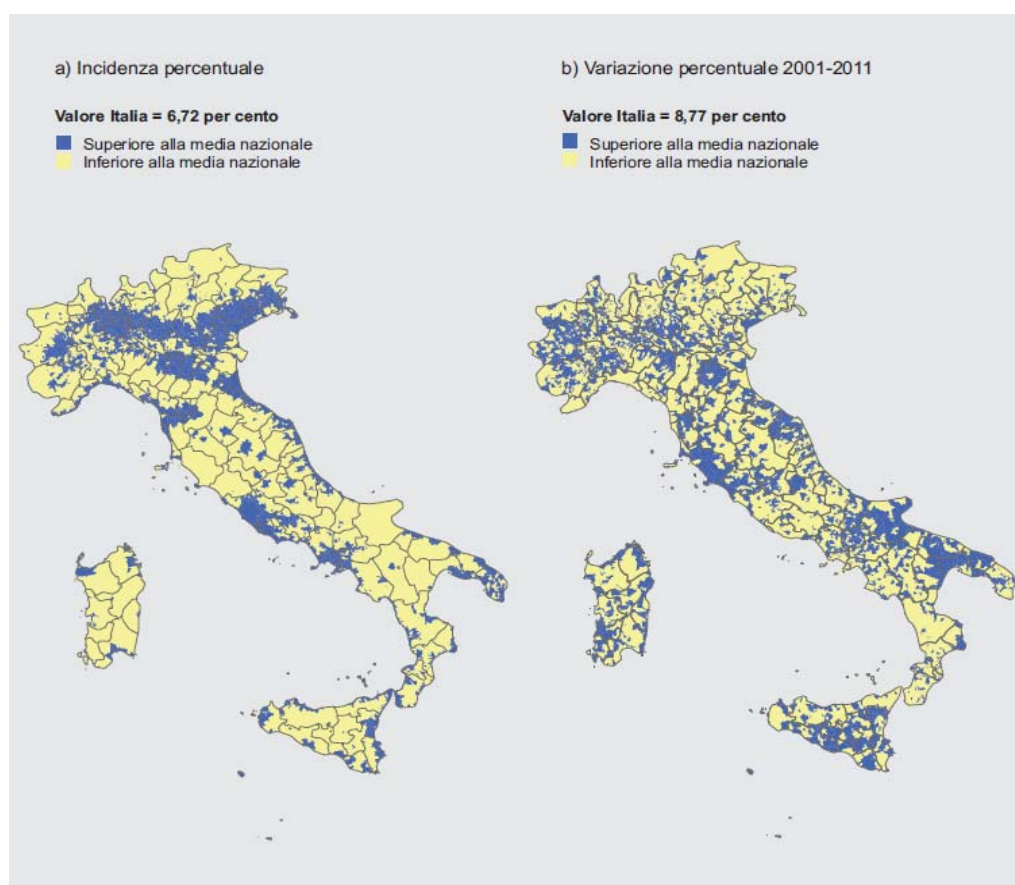 a) Incidenza percentuale
Valore Italia = 6,72 per cento
Superiore alla media nazionale
Inferiore alla media nazionale
b) Variazione percentuale 2001-2011
Valore Italia = 8,77 per cento
Superiore alla media nazionale
Inferiore alla media nazionale